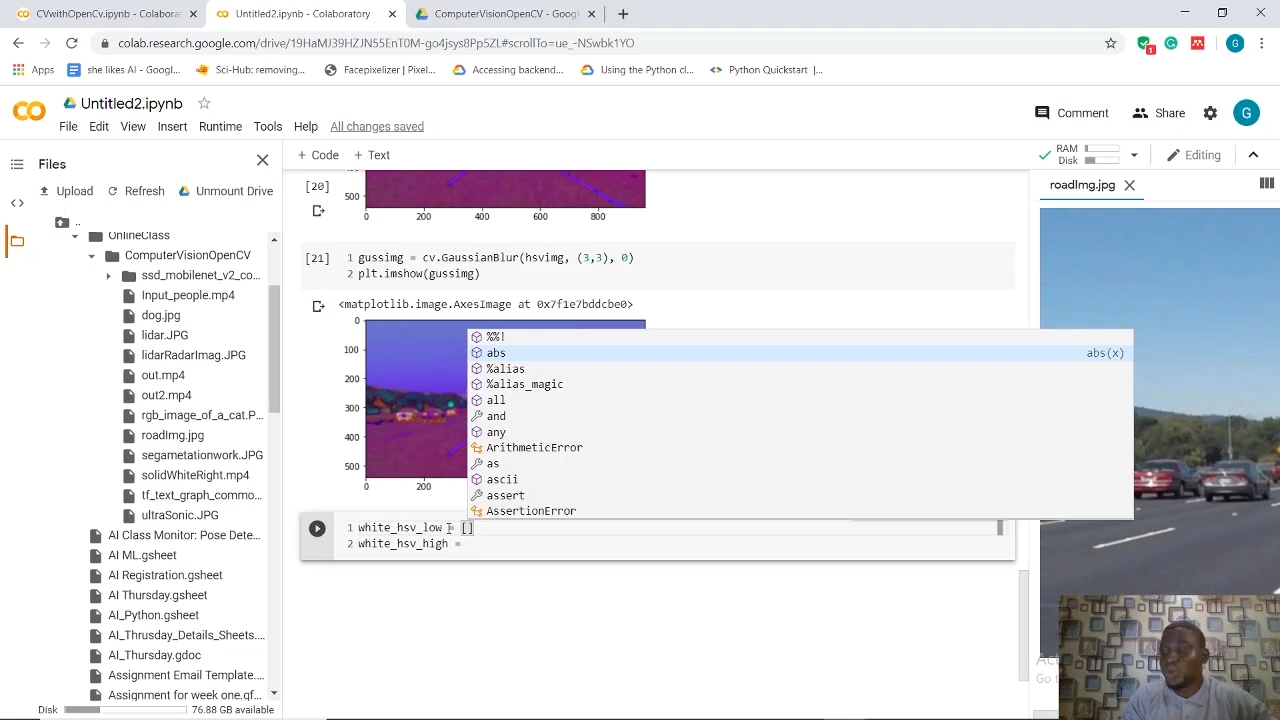 CVwithOpCv.ipynb - Colaborat
Untitled2.ipynb - Colaboratory
ComputerVisionOpenCV - Googl
colab.research.google.com/drive/19HaMJ39HZJN55EnT0M-go4jsys8Pp5ZL#scrollTo=ue_-NSwbk1YO
1
G
Apps
she likes AI - Googl...
Sci-Hub: removing...
Facepixelizer | Pixel...
Accessing backend...
Using the Python cl...
Python Quickstart |...
Untitled2.ipynb
File Edit View Insert Runtime Tools Help All changes saved
Comment
Share
G
Files
+ Code + Text
RAM
Disk
Editing
Upload
Refresh
Unmount Drive
roadImg.jpg
..
OnlineClass
ComputerVisionOpenCV
ssd_mobilenet_v2_co...
Input_people.mp4
dog.jpg
lidar.JPG
lidarRadarImag.JPG
out.mp4
out2.mp4
rgb_image_of_a_cat.P...
roadImg.jpg
segametationwork.JPG
solidWhiteRight.mp4
tf_text_graph_commo...
ultraSonic.JPG
AI Class Monitor: Pose Dete...
AI ML.gsheet
AI Registration.gsheet
AI Thursday.gsheet
AI_Python.gsheet
AI_Thrusday_Details_Sheets....
AI_Thursday.gdoc
Assignment Email Template....
Assignment for week one.gf...
Disk
76.88 GB available
[20]
500
0 200 400 600 800
[21]
1 gussimg = cv.GaussianBlur(hsvimg, (3,3), 0)
2 plt.imshow(gussimg)
<matplotlib.image.AxesImage at 0x7f1e7bddcbe0>
0
100
200
300
400
500
0 200
%%!
abs abs(x)
%alias
%alias_magic
all
and
any
ArithmeticError
as
ascii
assert
AssertionError
1 white_hsv_low = []
2 white_hsv_high =